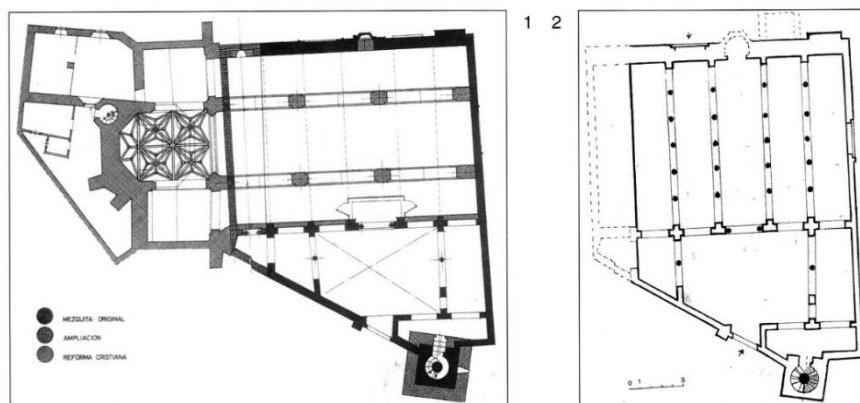 1 2
MEZQUITA ORIGINAL
AMPLIACION
REFORMA CRISTIANA
0 1 5